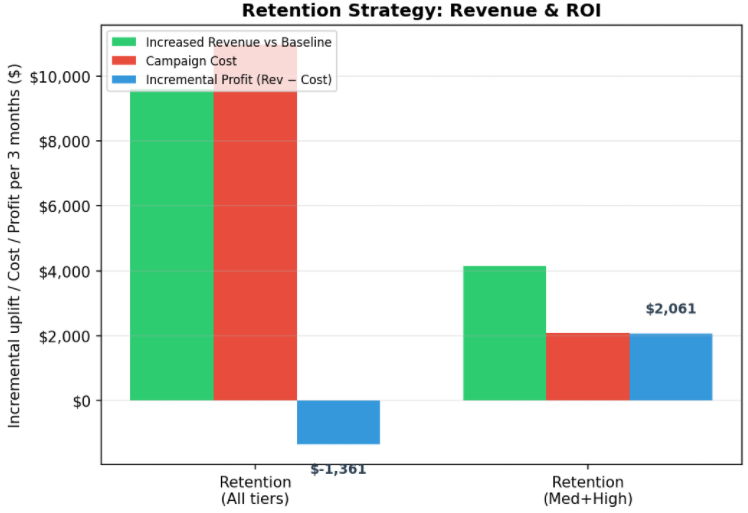 Retention Strategy: Revenue & ROI
Increased Revenue vs Baseline
Campaign Cost
Incremental Profit (Rev − Cost)
Incremental uplift / Cost / Profit per 3 months ($)
$10,000
$8,000
$6,000
$4,000
$2,000
$0
$2,061
$-1,361
Retention
(All tiers)
Retention
(Med+High)